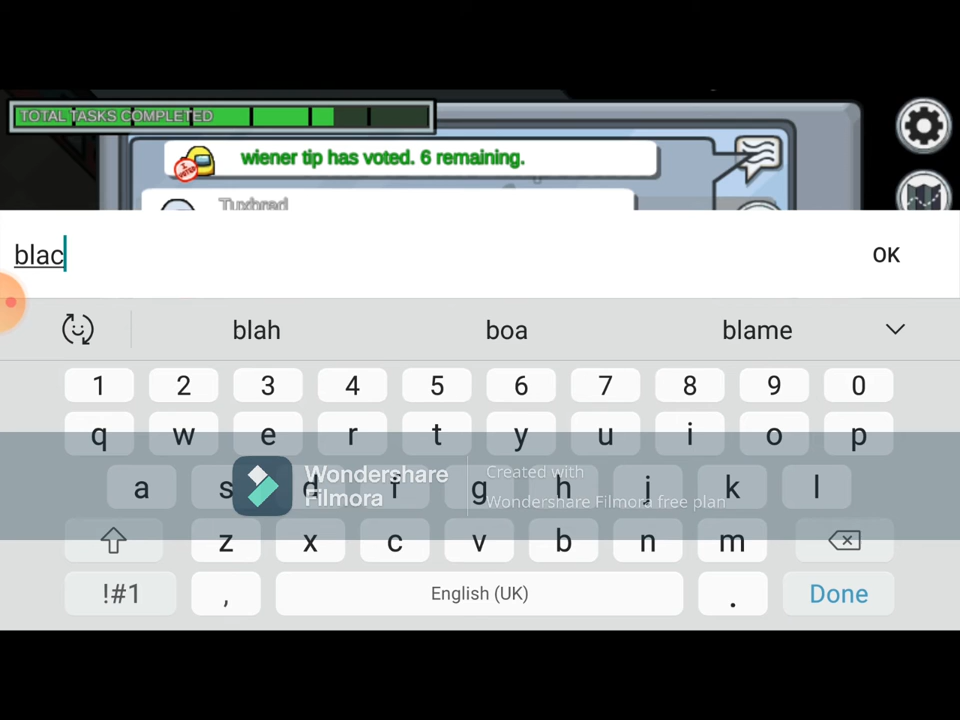 TOTAL TASKS COMPLETED
wiener tip has voted. 6 remaining.
Tuxbred
blac
OK
blah boa blame
1 2 3 4 5 6 7 8 9 0
q w e r t y u i o p
a s d f g h j k l
Wondershare
Filmora
Created with
Wondershare Filmora free plan
z x c v b n m
!#1 , English (UK) . Done